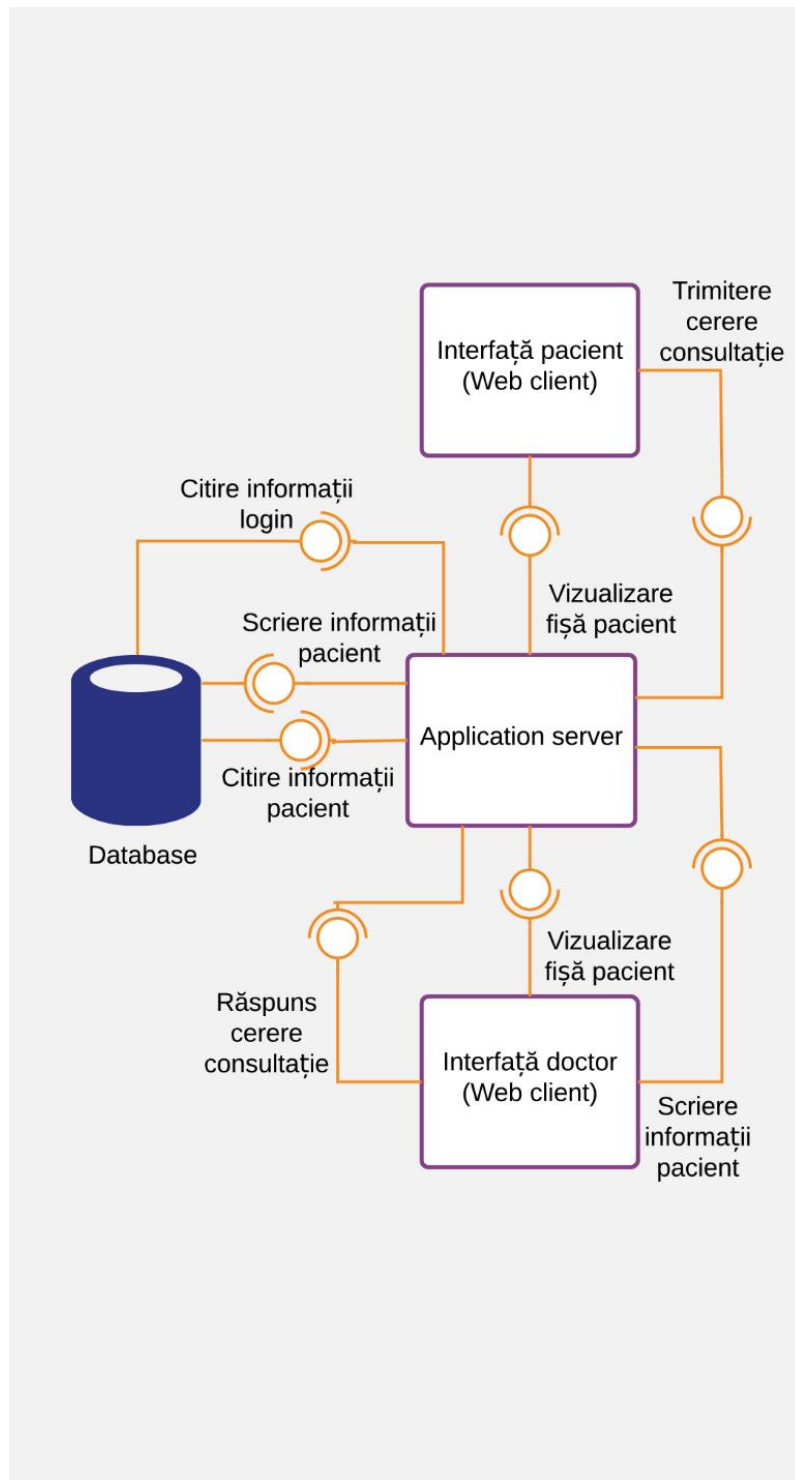 Trimitere
cerere
consultație
Interfață pacient
(Web client)
Citire informații
login
Vizualizare
fișă pacient
Scriere informații
pacient
Application server
Citire informații
pacient
Database
Vizualizare
fișă pacient
Răspuns
cerere
consultație
Interfață doctor
(Web client)
Scriere
informații
pacient